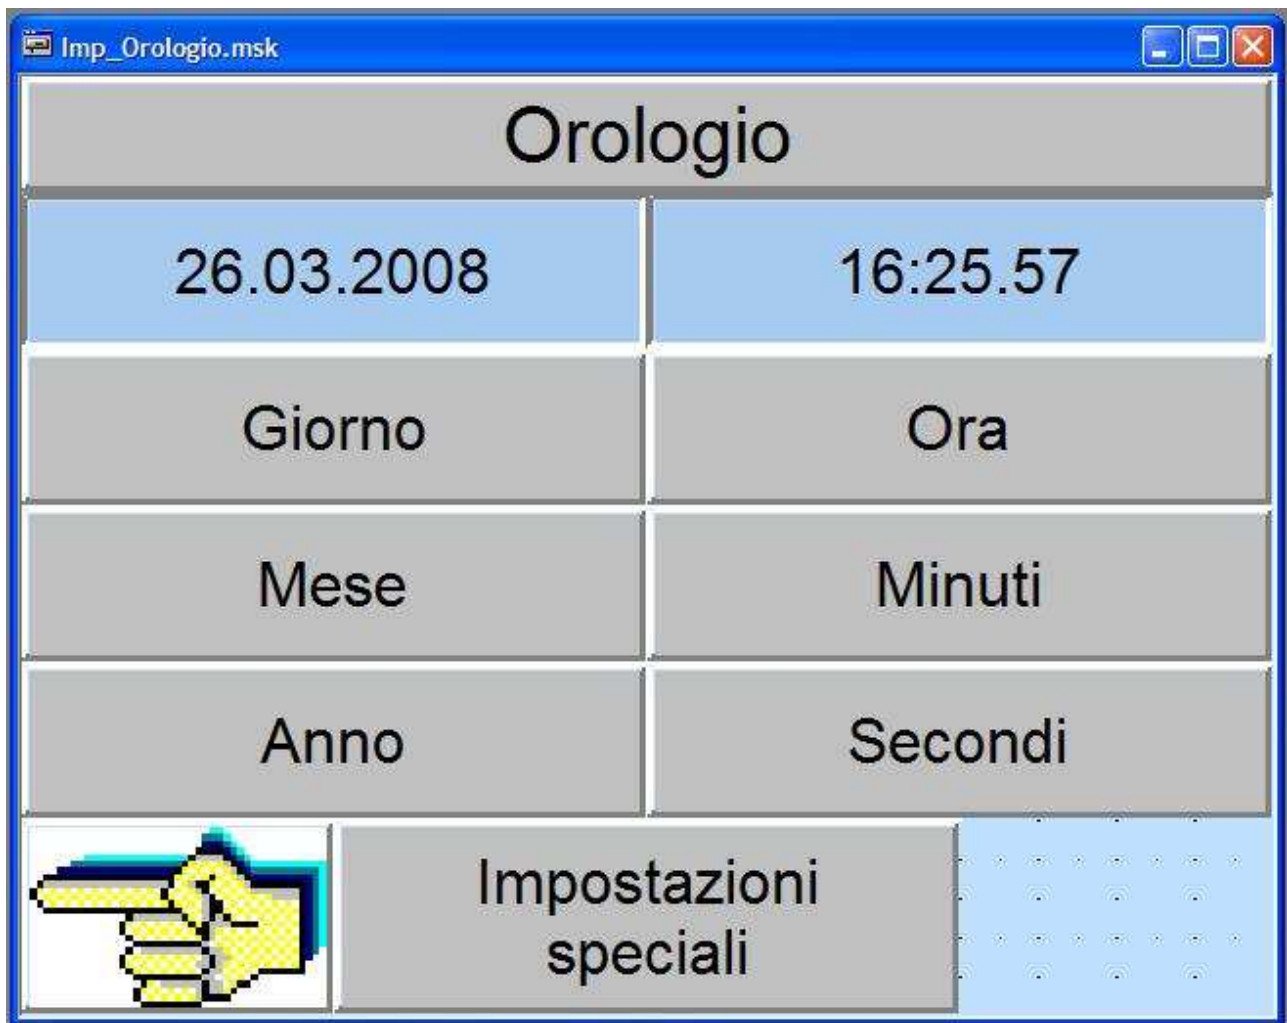 Imp_Orologio.msk
Orologio
26.03.2008
16:25.57
Giorno
Ora
Mese
Minuti
Anno
Secondi
Impostazioni
speciali